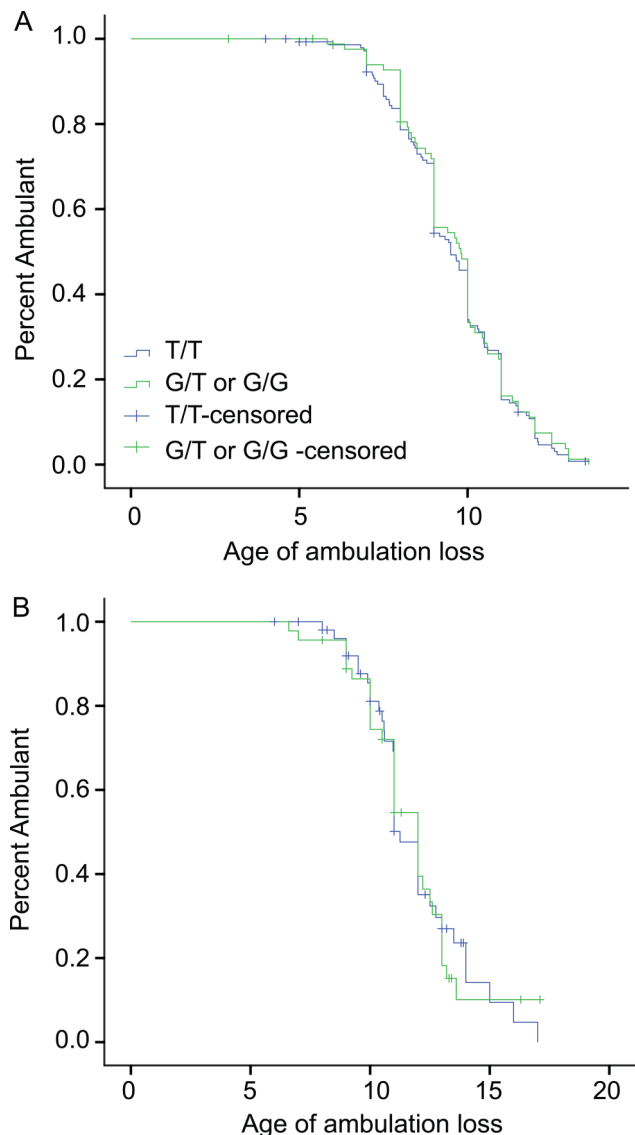 A
1.0
0.8
0.6
0.4
0.2
0.0
Percent Ambulant
T/T
G/T or G/G
T/T-censored
G/T or G/G -censored
0 5 10
Age of ambulation loss
B
1.0
0.8
0.6
0.4
0.2
0.0
Percent Ambulant
0 5 10 15 20
Age of ambulation loss